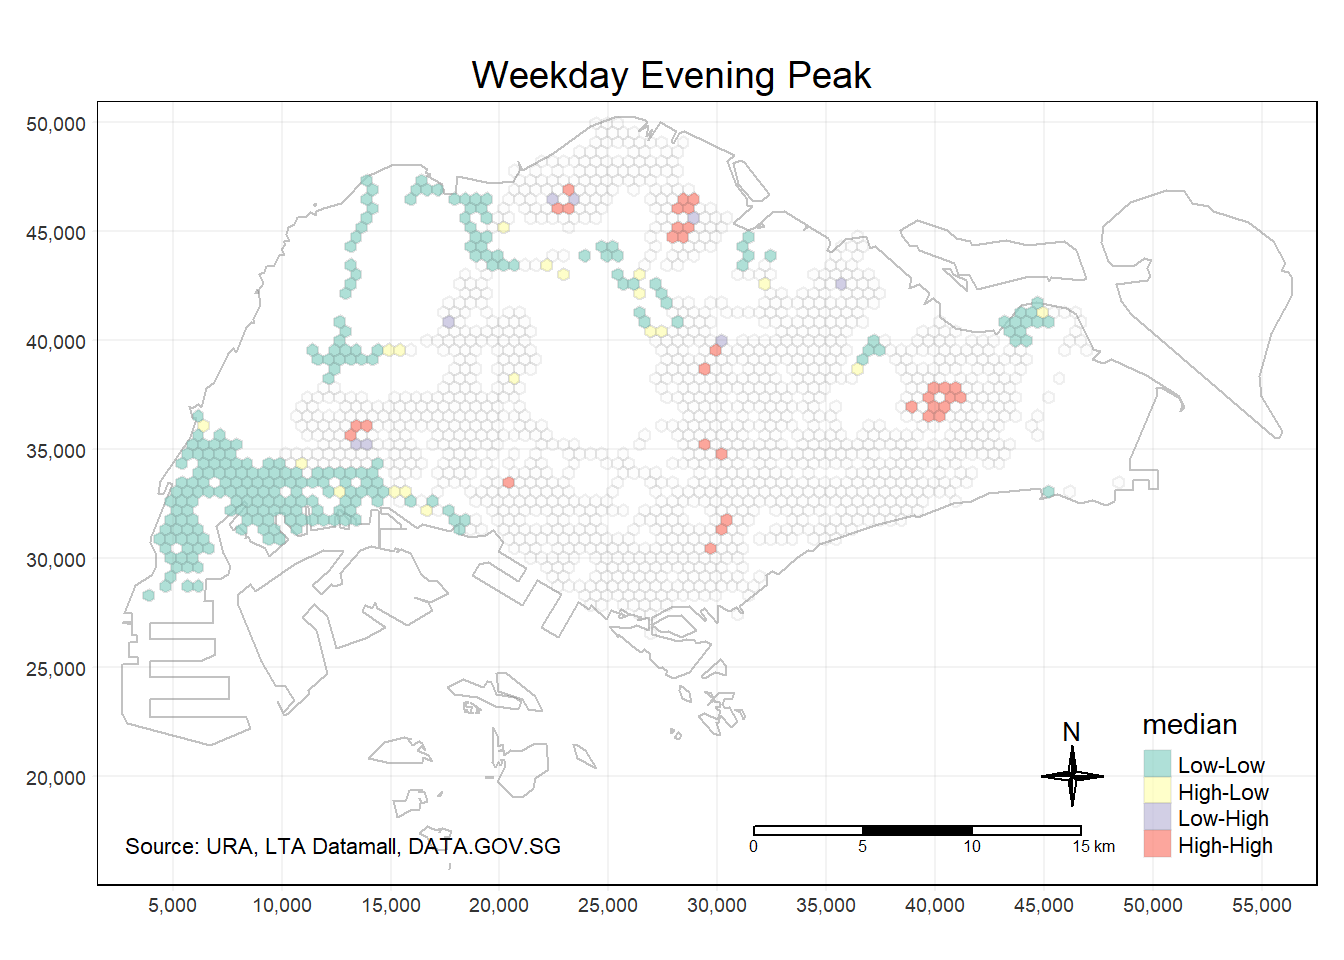 Weekday Evening Peak
50,000
45,000
40,000
35,000
30,000
25,000
20,000
N
median
Low-Low
High-Low
Low-High
High-High
Source: URA, LTA Datamall, DATA.GOV.SG
0 5 10 15 km
5,000 10,000 15,000 20,000 25,000 30,000 35,000 40,000 45,000 50,000 55,000